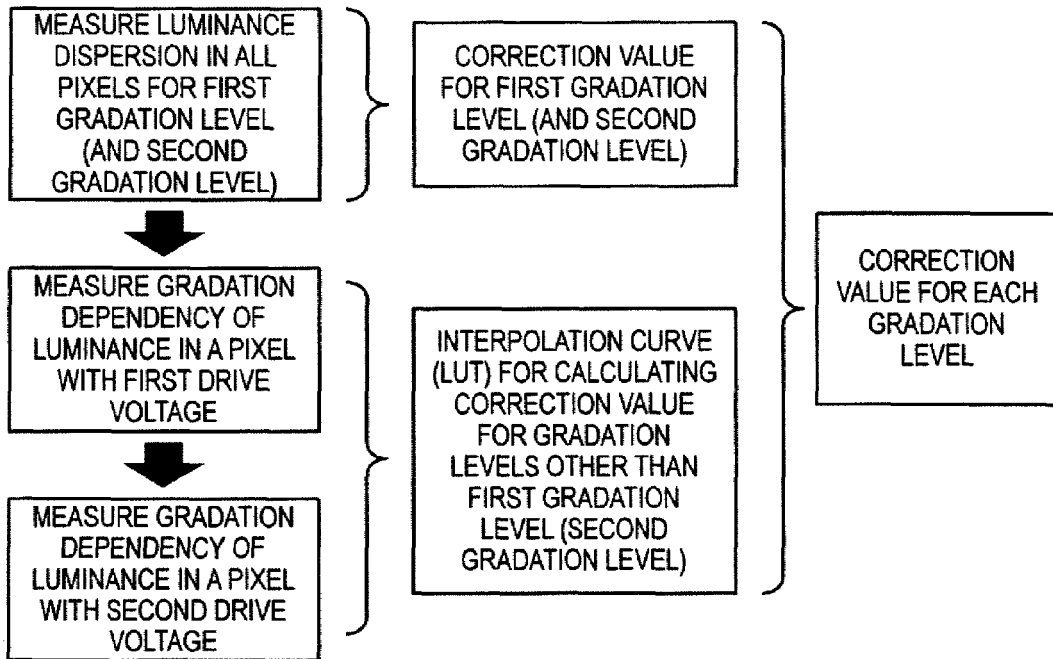 MEASURE LUMINANCE
DISPERSION IN ALL
PIXELS FOR FIRST
GRADATION LEVEL
(AND SECOND
GRADATION LEVEL)
CORRECTION VALUE
FOR FIRST GRADATION
LEVEL (AND SECOND
GRADATION LEVEL)
MEASURE GRADATION
DEPENDENCY OF
LUMINANCE IN A PIXEL
WITH FIRST DRIVE
VOLTAGE
MEASURE GRADATION
DEPENDENCY OF
LUMINANCE IN A PIXEL
WITH SECOND DRIVE
VOLTAGE
INTERPOLATION CURVE
(LUT) FOR CALCULATING
CORRECTION VALUE
FOR GRADATION
LEVELS OTHER THAN
FIRST GRADATION
LEVEL (SECOND
GRADATION LEVEL)
CORRECTION
VALUE FOR EACH
GRADATION
LEVEL